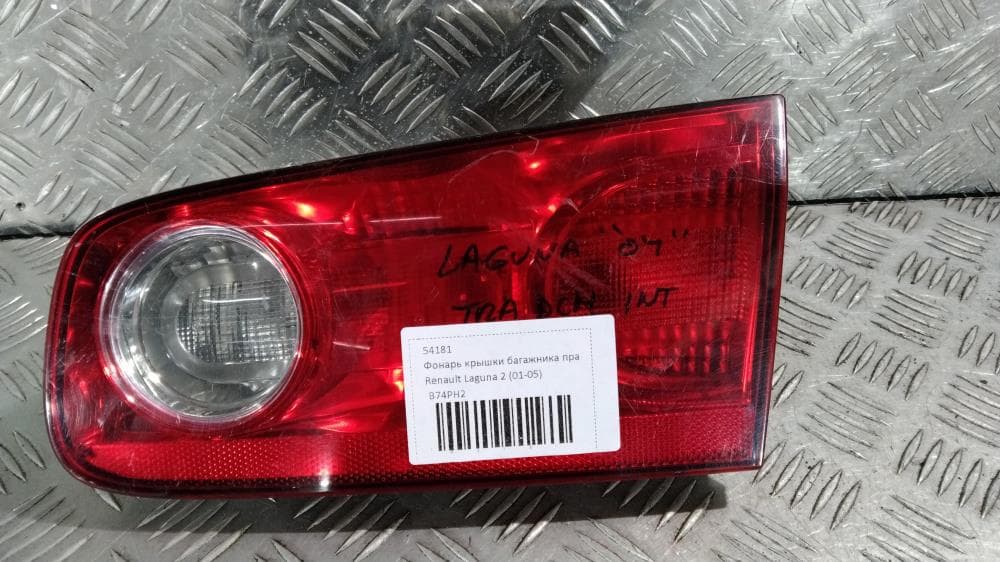 LAGUNA "04"
TRA DCH INT
54181
Фонарь крышки багажника пра
Renault Laguna 2 (01-05)
B74PH2